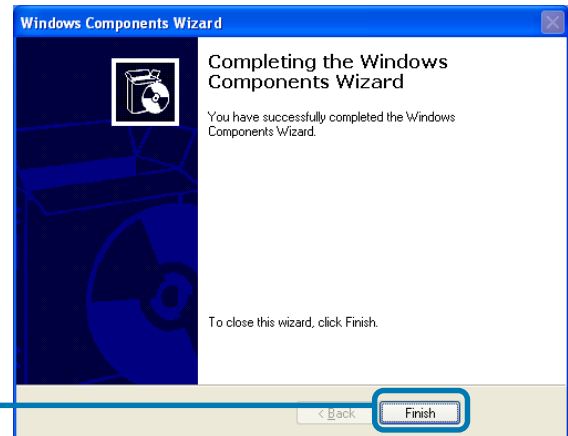 Windows Components Wizard
Completing the Windows
Components Wizard
You have successfully completed the Windows
Components Wizard.
To close this wizard, click Finish.
< Back
Finish